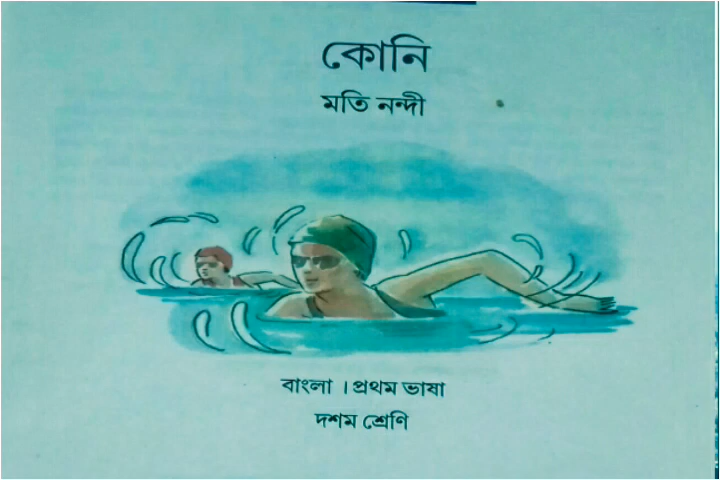 কোনি
মতি নন্দী
বাংলা । প্রথম ভাষা
দশম শ্রেণি